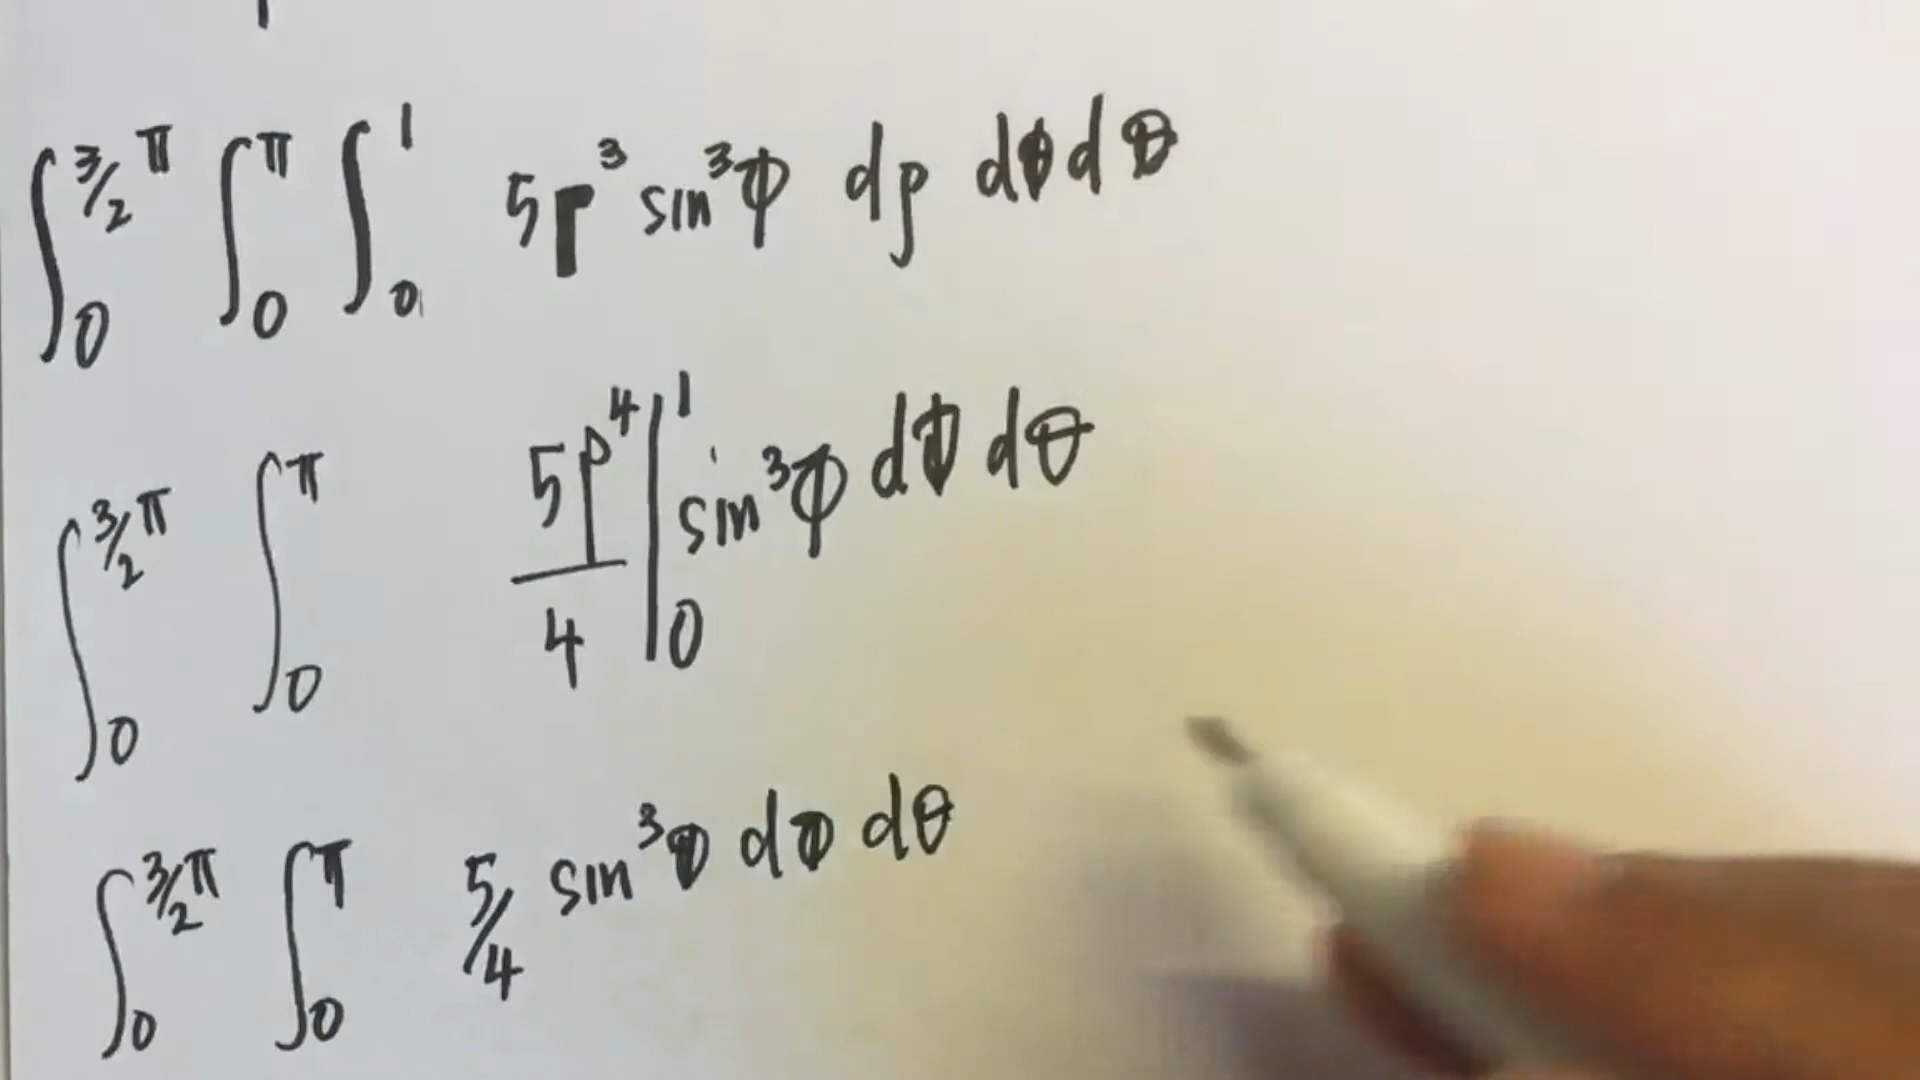 ∫₀^{3/2 π} ∫₀^π ∫₀^1 5ρ³ sin³φ dρ dφ dθ
∫₀^{3/2 π} ∫₀^π 5ρ⁴/4 |₀^1 sin³φ dφ dθ
∫₀^{3/2 π} ∫₀^π 5/4 sin³φ dφ dθ